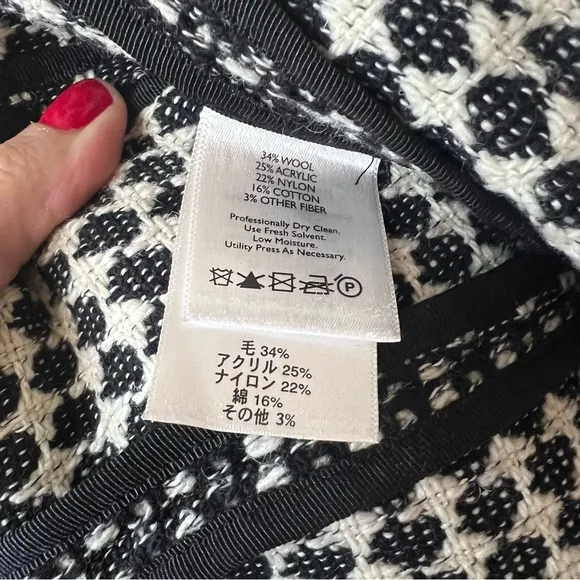 34% WOOL
25% ACRYLIC
22% NYLON
16% COTTON
3% OTHER FIBER
Professionally Dry Clean.
Use Fresh Solvent.
Low Moisture.
Utility Press As Necessary.
P
毛 34%
アクリル 25%
ナイロン 22%
綿 16%
その他 3%